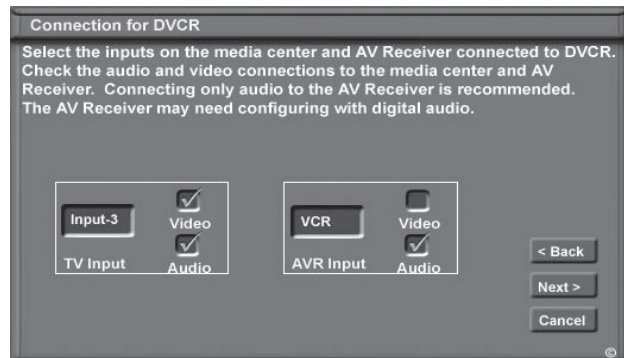 Connection for DVCR
Select the inputs on the media center and AV Receiver connected to DVCR.
Check the audio and video connections to the media center and AV
Receiver. Connecting only audio to the AV Receiver is recommended.
The AV Receiver may need configuring with digital audio.
Input-3
Video
TV Input
Audio
VCR
Video
AVR Input
Audio
< Back
Next >
Cancel
©